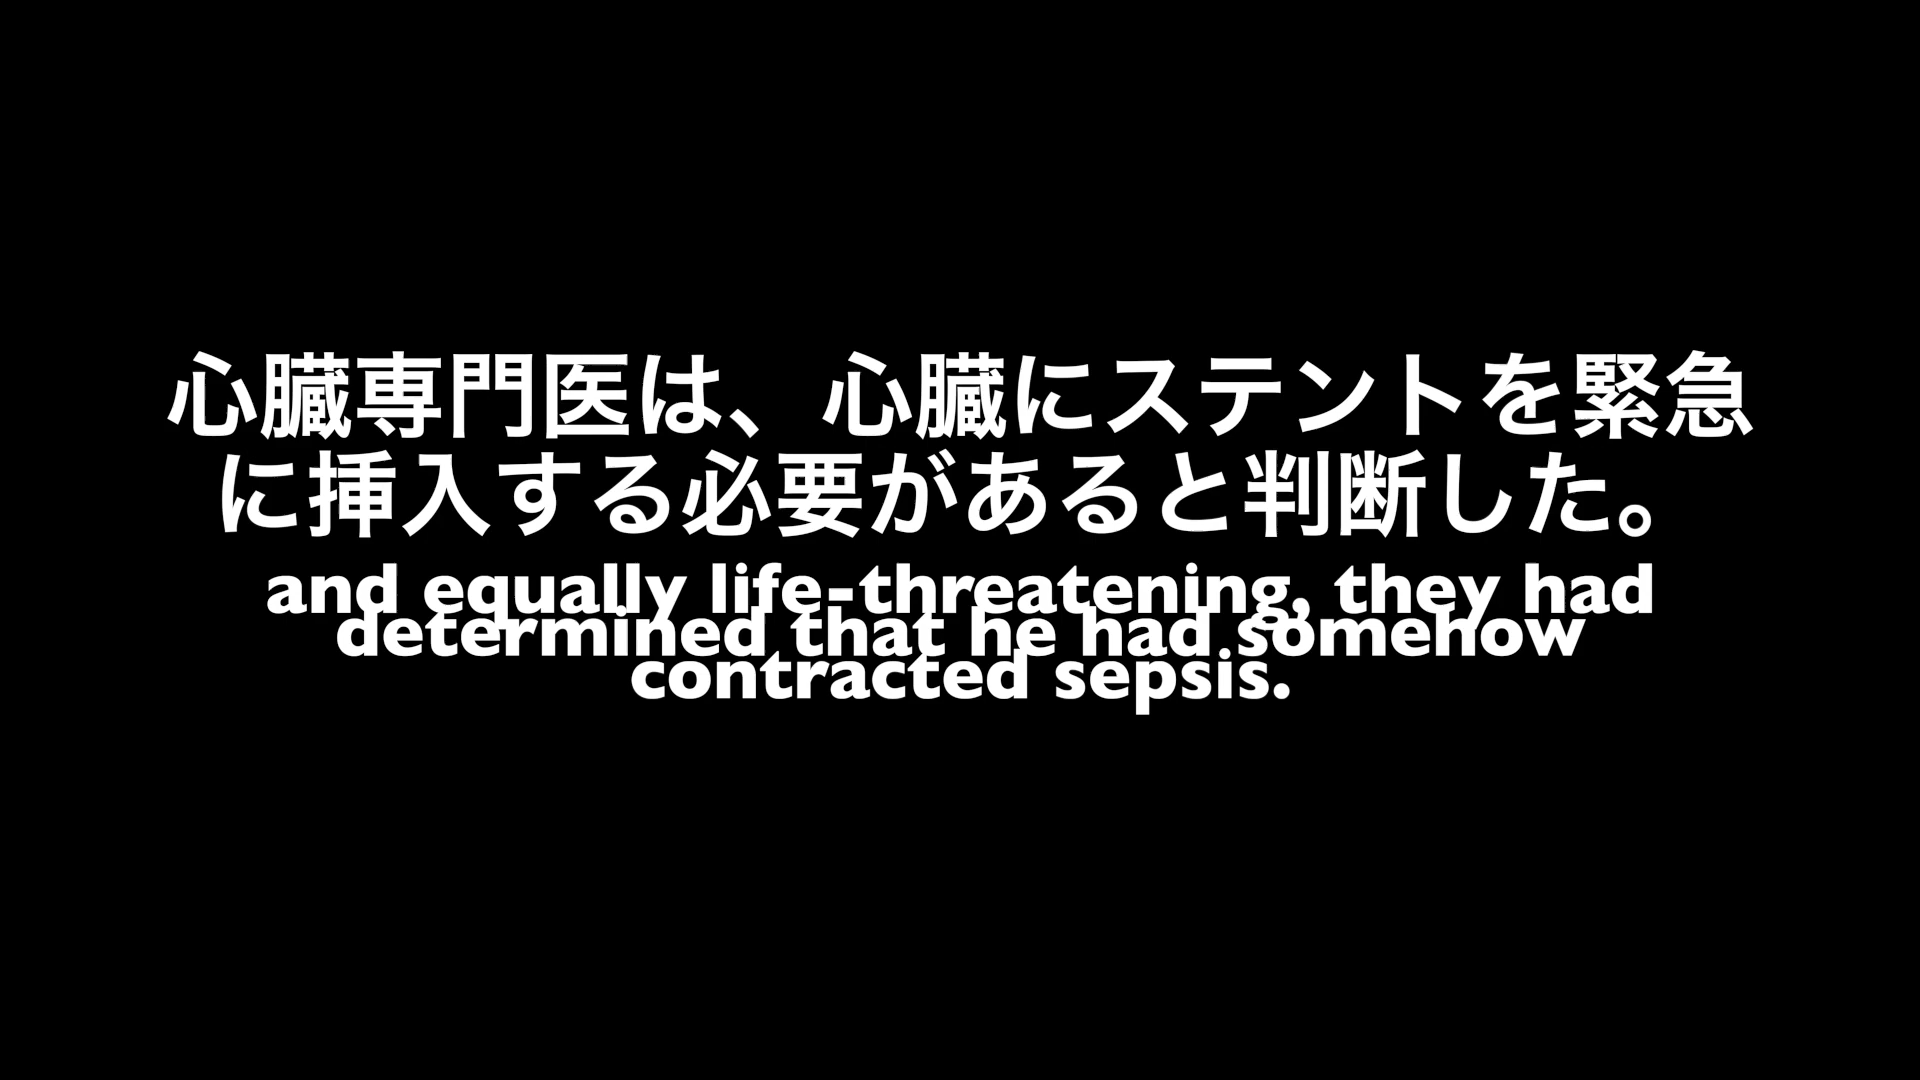 心臓専門医は、心臓にステントを緊急
に挿入する必要があると判断した。
and equally life-threatening, they had
determined that he had somehow
contracted sepsis.